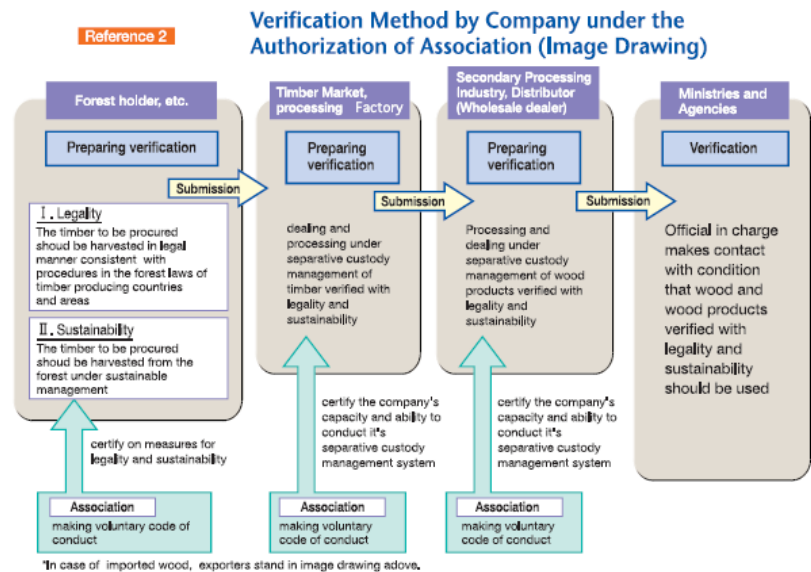 Reference 2
Verification Method by Company under the
Authorization of Association (Image Drawing)
Forest holder, etc.
Preparing verification
Submission
I. Legality
The timber to be procured
shoud be harvested in legal
manner consistent with
procedures in the forest laws of
timber producing countries
and areas
II. Sustainability
The timber to be procured
shoud be harvested from the
forest under sustainable
management
certify on measures for
legality and sustainability
Association
making voluntary code of
conduct
Timber Market,
processing Factory
Preparing
verification
Submission
dealing and
processing under
separative custody
management of
timber verified with
legality and
sustainability
certify the company's
capacity and ability to
conduct it's
separative custody
management system
Association
making voluntary
code of conduct
Secondary Processing
Industry, Distributor
(Wholesale dealer)
Preparing
verification
Submission
Processing and
dealing under
separative custody
management of wood
products verified with
legality and
sustainability
certify the company's
capacity and ability to
conduct it's
separative custody
management system
Association
making voluntary
code of conduct
Ministries and
Agencies
Verification
Official in charge
makes contact
with condition
that wood and
wood products
verified with
legality and
sustainability
should be used
*In case of imported wood, exporters stand in image drawing adove.